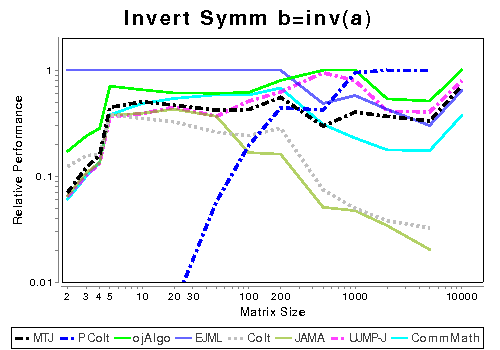 Invert Symm b=inv(a)
Relative Performance
1
0.1
0.01
2 3 4 5 10 20 30 100 200 1000 2000 10000
Matrix Size
MTJ PColt ojAlgo EJML Colt JAMA UJMP-J CommMath